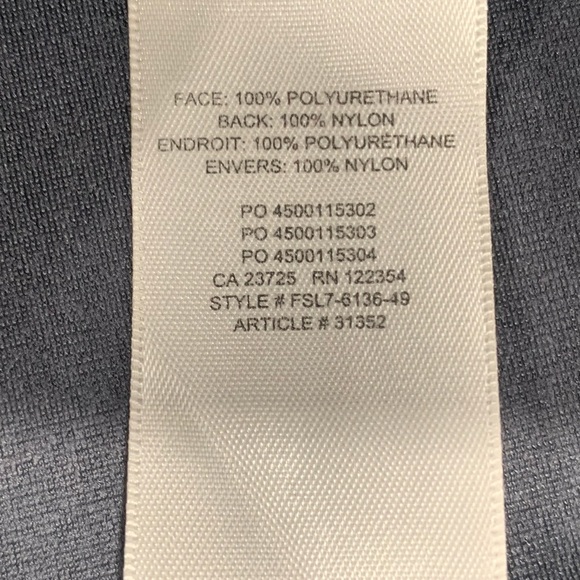 FACE: 100% POLYURETHANE
BACK: 100% NYLON
ENDROIT: 100% POLYURÉTHANE
ENVERS: 100% NYLON
PO 4500115302
PO 4500115303
PO 4500115304
CA 23725 RN 122354
STYLE # FSL7-6136-49
ARTICLE # 31352